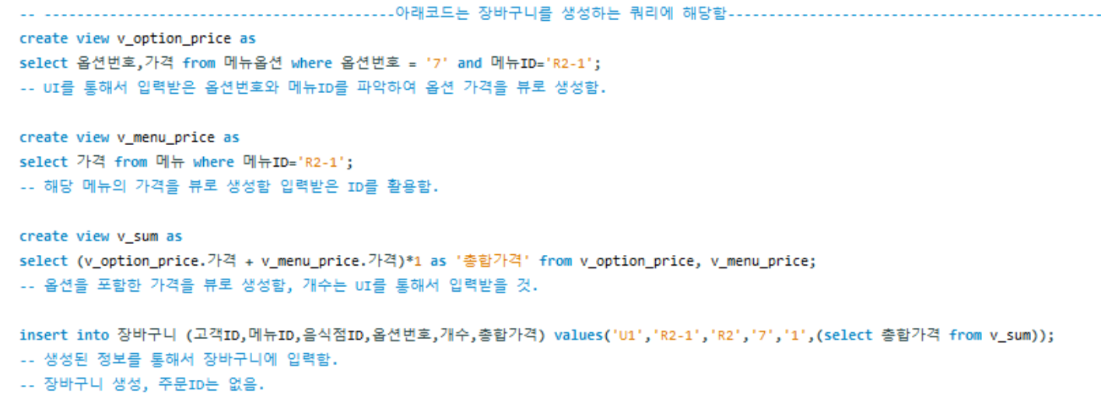 -- -------------------------------------------아래코드는 장바구니를 생성하는 쿼리에 해당함----------------------------------------------
create view v_option_price as
select 옵션번호,가격 from 메뉴옵션 where 옵션번호 = '7' and 메뉴ID='R2-1';
-- UI를 통해서 입력받은 옵션번호와 메뉴ID를 파악하여 옵션 가격을 뷰로 생성함.
create view v_menu_price as
select 가격 from 메뉴 where 메뉴ID='R2-1';
-- 해당 메뉴의 가격을 뷰로 생성함 입력받은 ID를 활용함.
create view v_sum as
select (v_option_price.가격 + v_menu_price.가격)*1 as '총합가격' from v_option_price, v_menu_price;
-- 옵션을 포함한 가격을 뷰로 생성함, 개수는 UI를 통해서 입력받을 것.
insert into 장바구니 (고객ID,메뉴ID,음식점ID,옵션번호,개수,총합가격) values('U1','R2-1','R2','7','1',(select 총합가격 from v_sum));
-- 생성된 정보를 통해서 장바구니에 입력함.
-- 장바구니 생성, 주문ID는 없음.